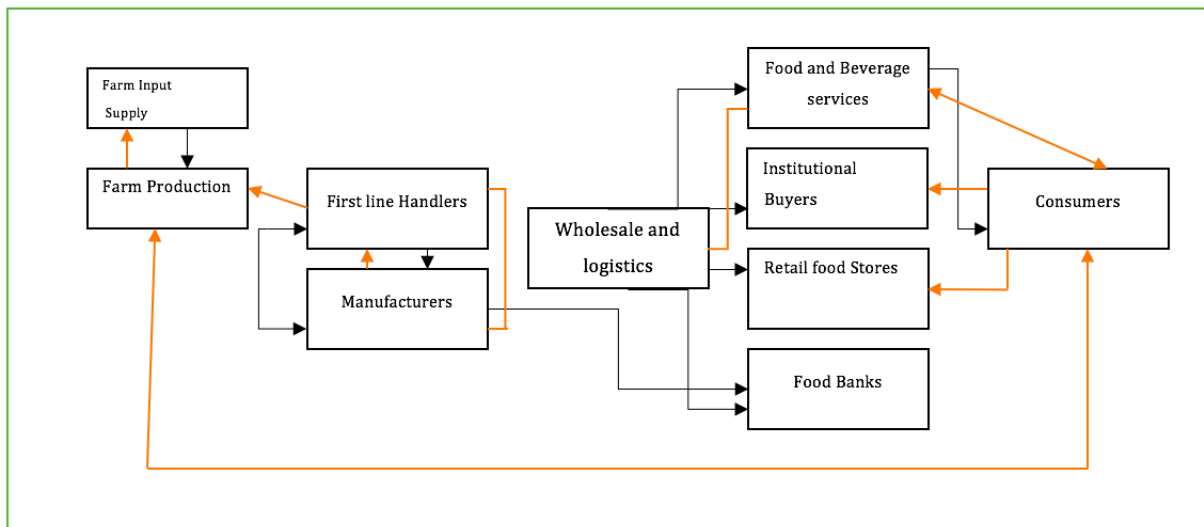 Farm Input
Supply
Farm Production
First line Handlers
Manufacturers
Wholesale and
logistics
Food and Beverage
services
Institutional
Buyers
Retail food Stores
Food Banks
Consumers